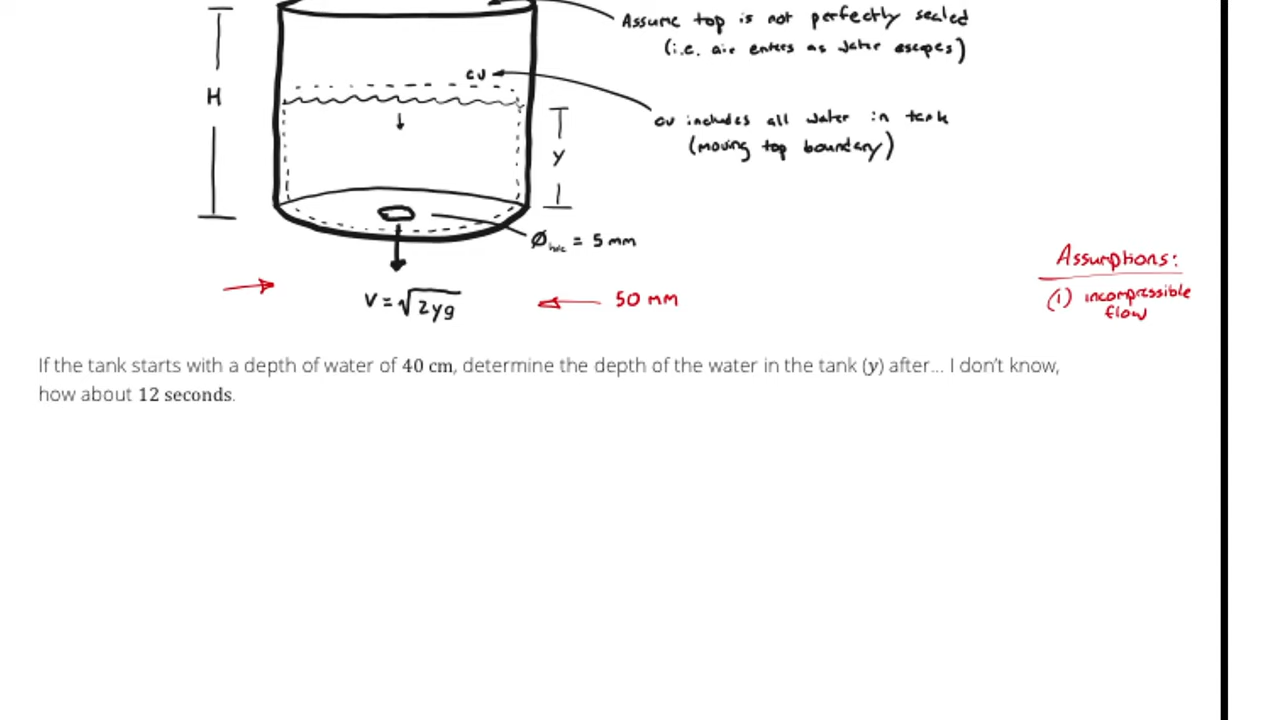 Assume top is not perfectly sealed
(i.e. air enters as water escapes)
H
cv
cv includes all water in tank
(moving top boundary)
y
Øhole = 5 mm
Assumptions:
(1) incompressible
flow
V = √2yg
50 mm
If the tank starts with a depth of water of 40 cm, determine the depth of the water in the tank (y) after... I don't know,
how about 12 seconds.